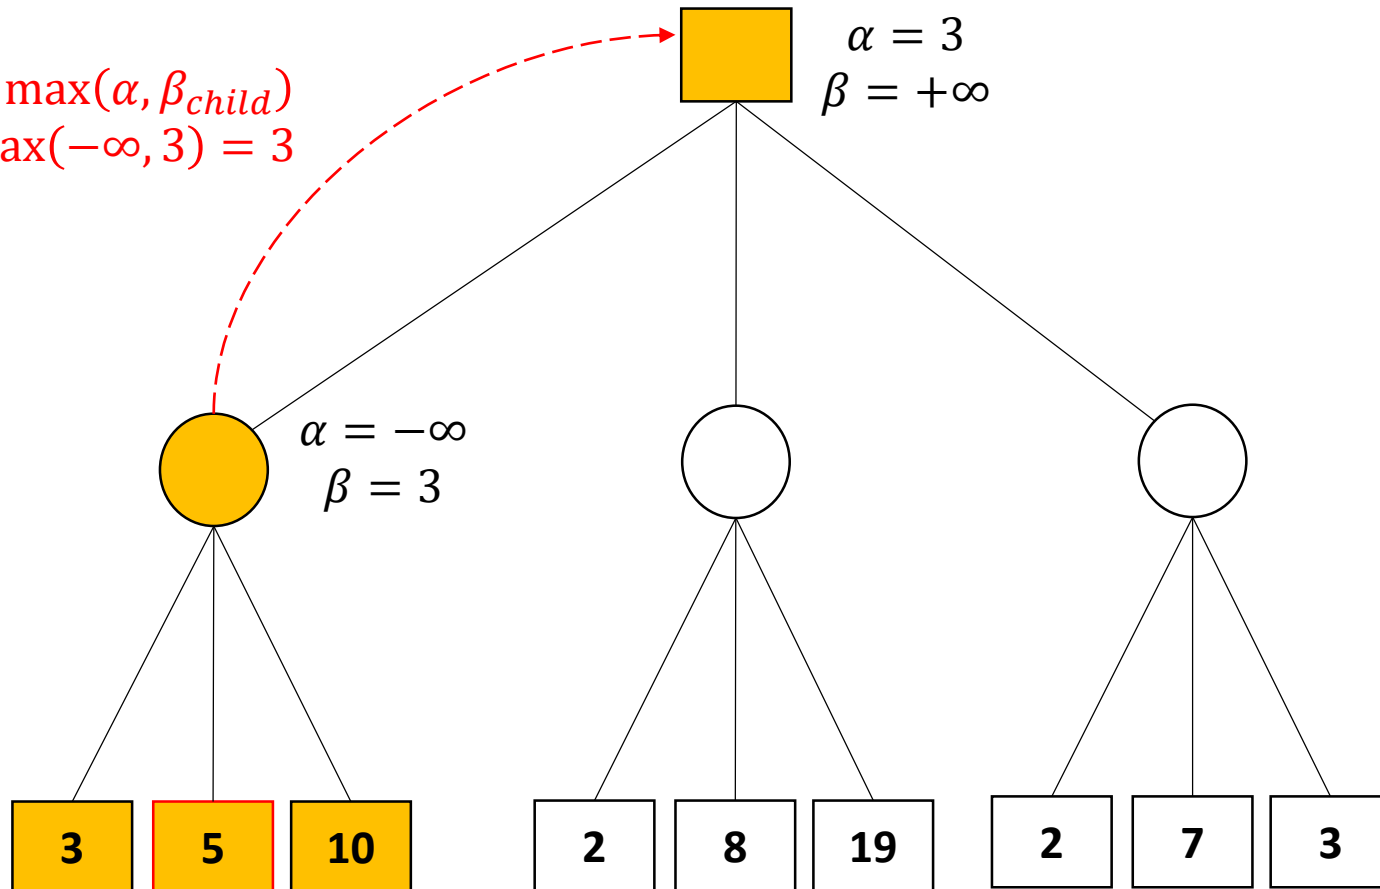 α = 3
β = +∞
max(α, β_child)
ax(−∞, 3) = 3
α = −∞
β = 3
3 5 10 2 8 19 2 7 3